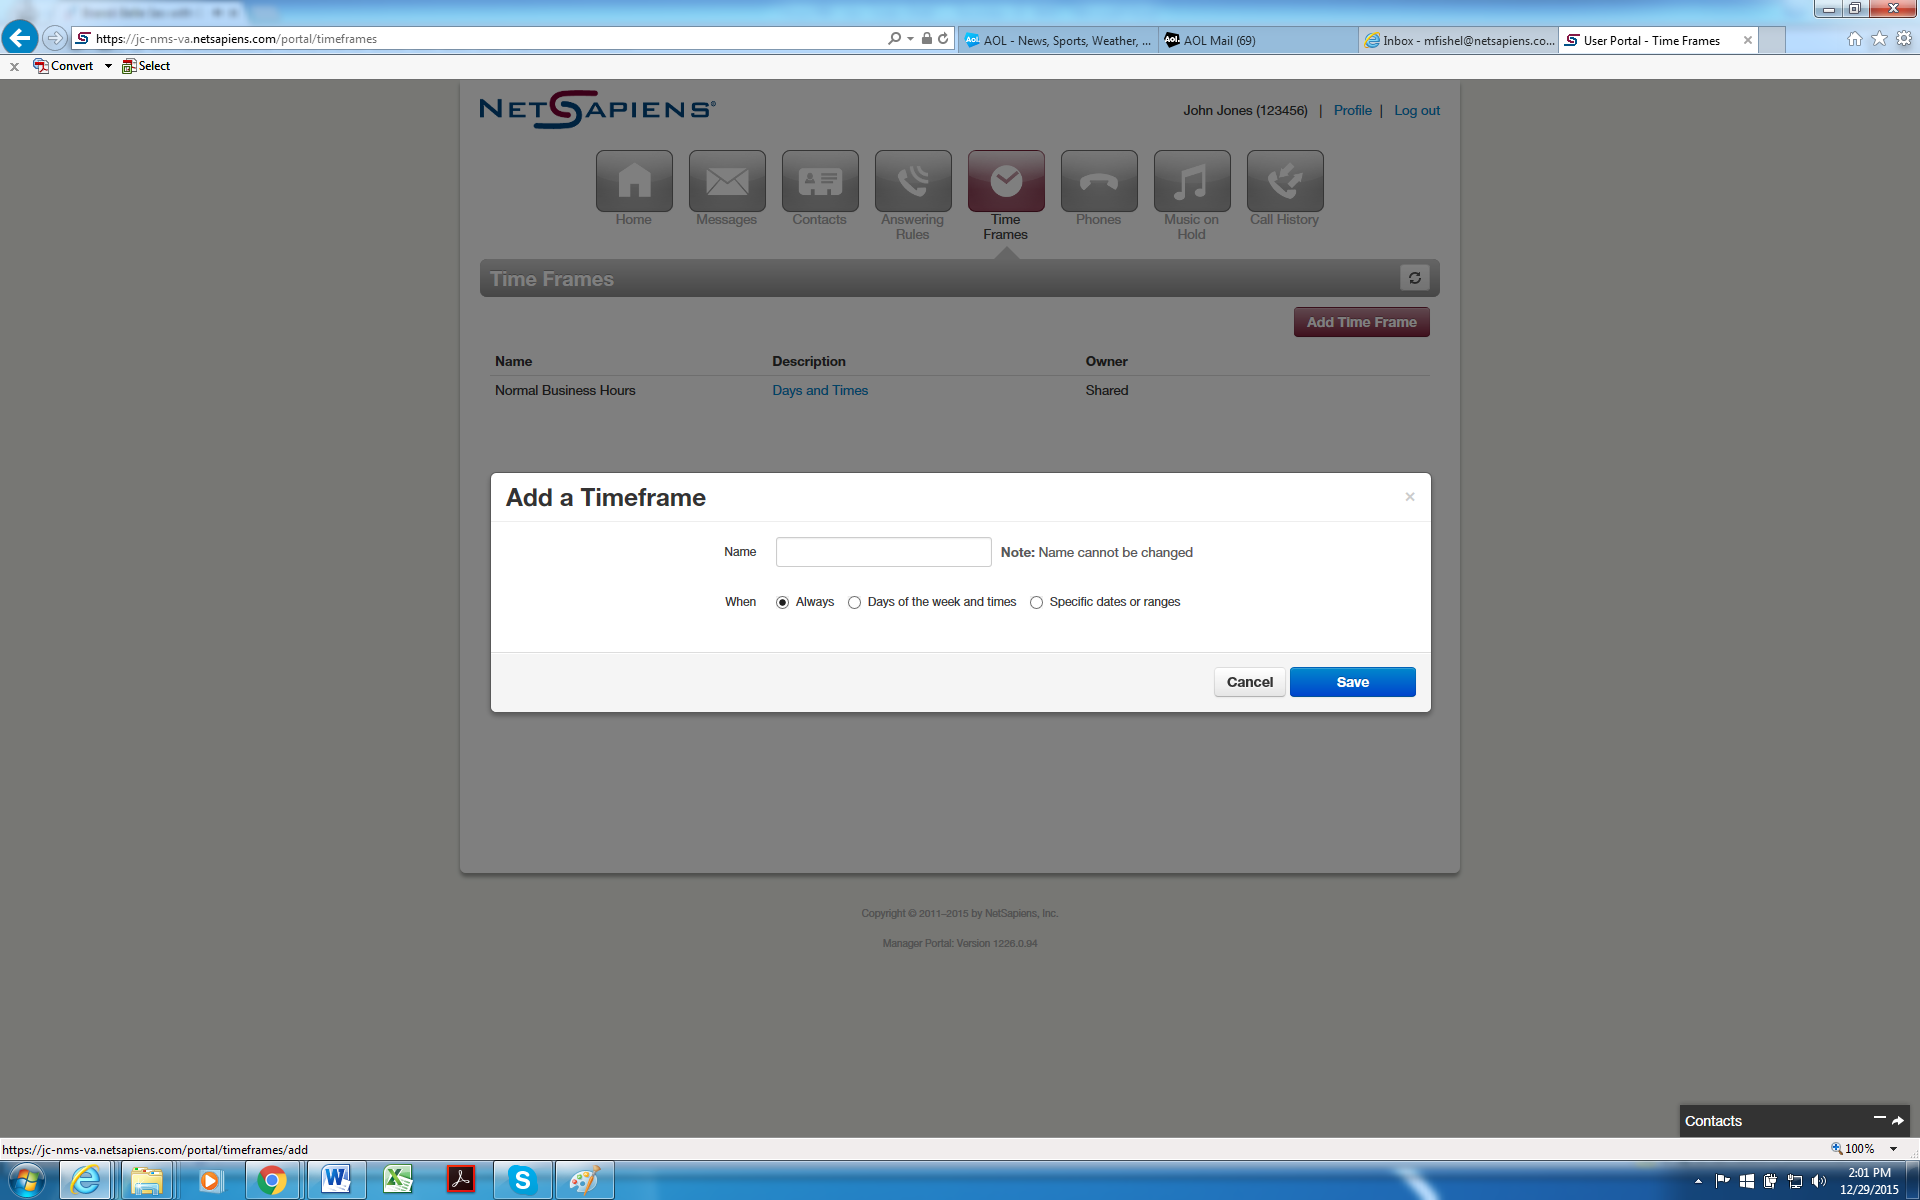 https://jc-nms-va.netsapiens.com/portal/timeframes
AOL - News, Sports, Weather, ...
AOL Mail (69)
Inbox - mfishel@netsapiens.co...
User Portal - Time Frames
x Convert Select
NETSAPIENS®
John Jones (123456) | Profile | Log out
Home
Messages
Contacts
Answering Rules
Time Frames
Phones
Music on Hold
Call History
Time Frames
Add Time Frame
Name Description Owner
Normal Business Hours Days and Times Shared
Add a Timeframe ×
Name Note: Name cannot be changed
When Always Days of the week and times Specific dates or ranges
Cancel Save
Copyright © 2011–2015 by NetSapiens, Inc.
Manager Portal: Version 1226.0.94
Contacts
https://jc-nms-va.netsapiens.com/portal/timeframes/add
100%
2:01 PM
12/29/2015